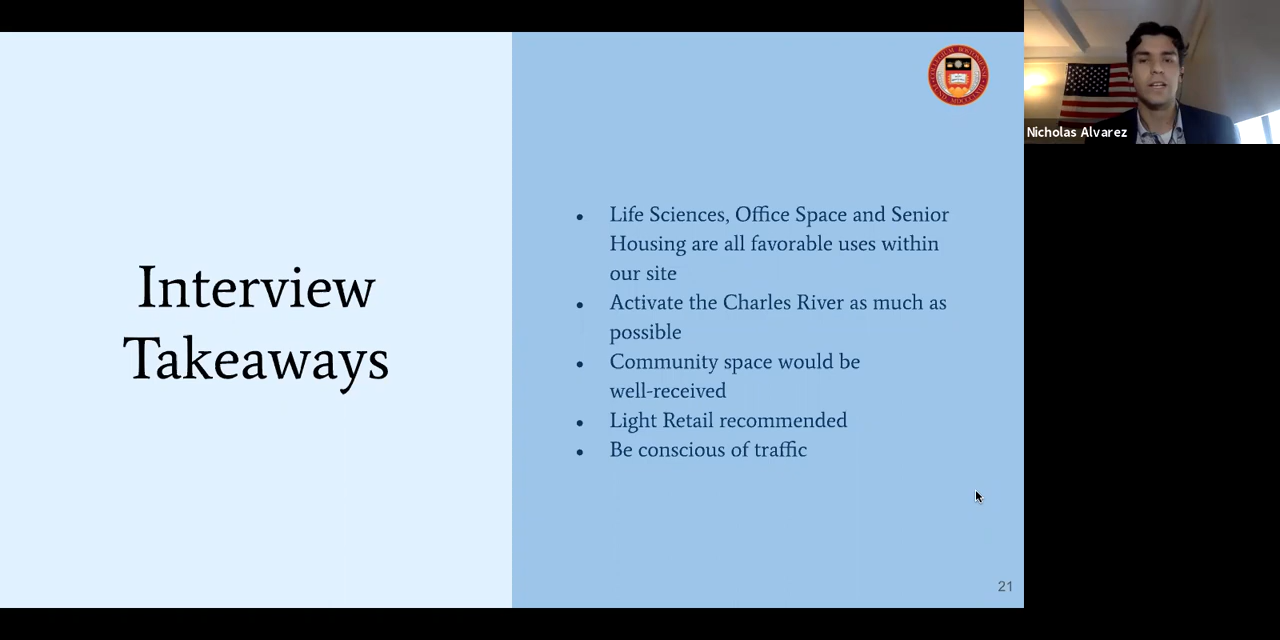 Interview
Takeaways
• Life Sciences, Office Space and Senior
Housing are all favorable uses within
our site
• Activate the Charles River as much as
possible
• Community space would be
well-received
• Light Retail recommended
• Be conscious of traffic
21
Nicholas Alvarez